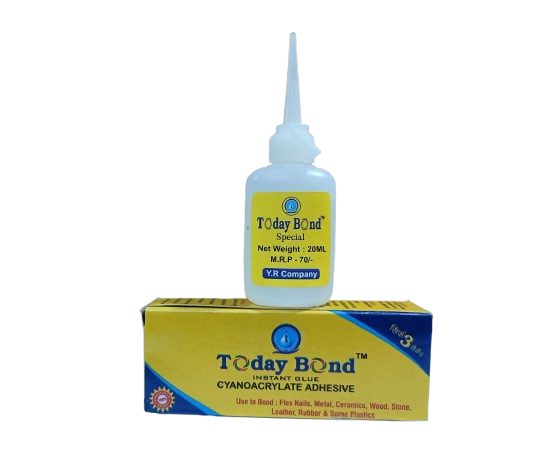 Today Bond™
Special
Net Weight : 20ML
M.R.P - 70/-
Y.R Company
Today Bond™
INSTANT GLUE
CYANOACRYLATE ADHESIVE
Use to Bond : Flex Nails, Metal, Ceramics, Wood, Stone,
Leather, Rubber & Some Plastics
3